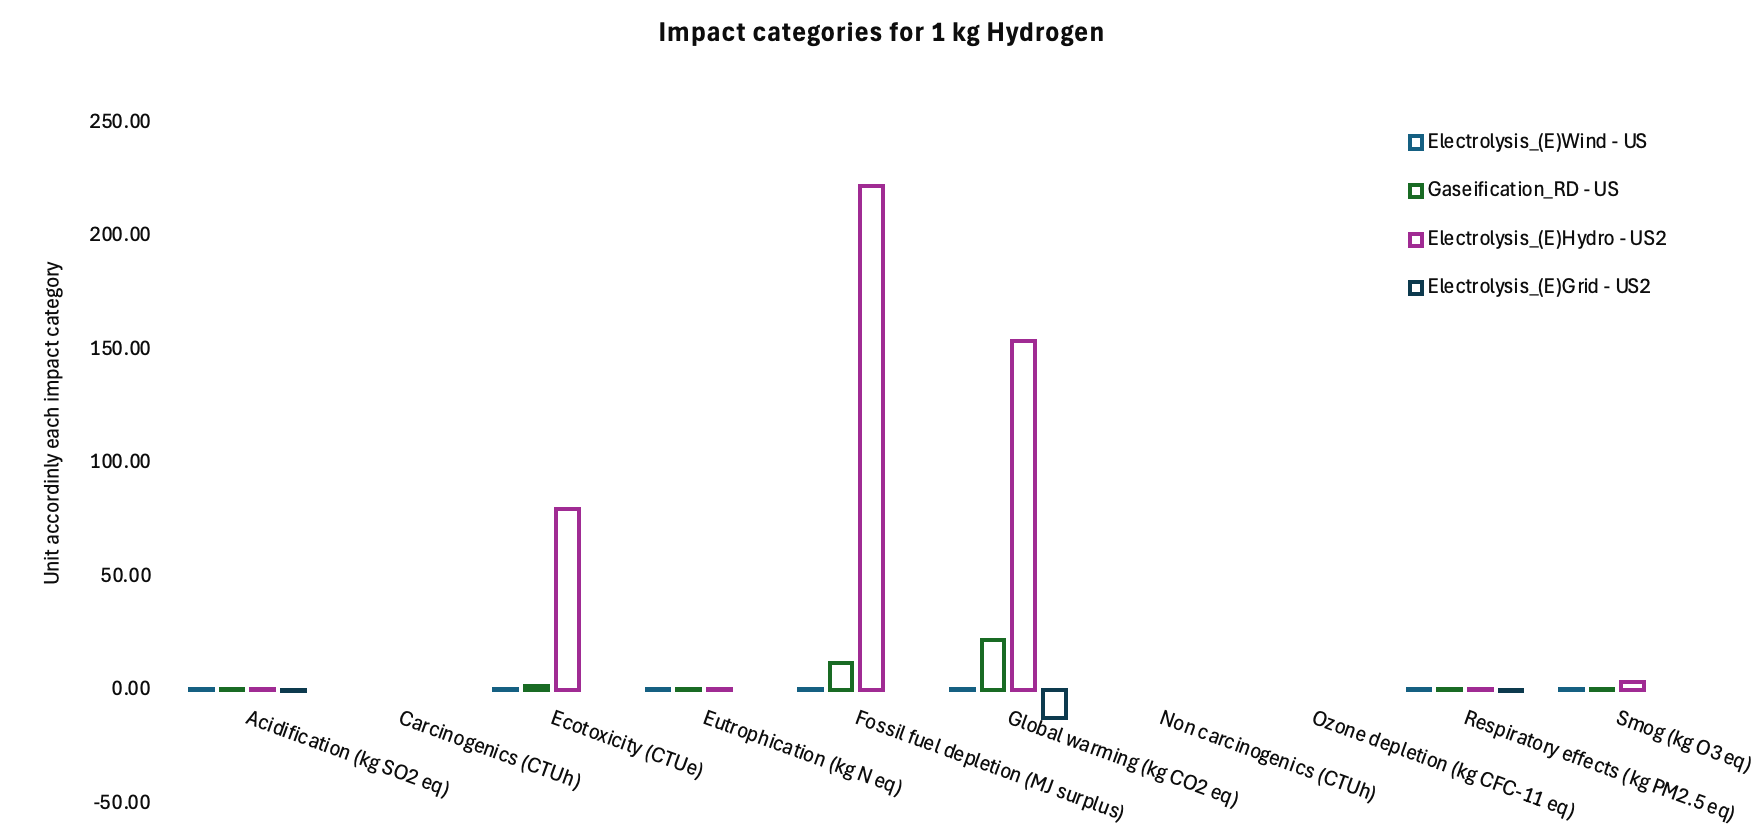 Impact categories for 1 kg Hydrogen
Unit accordinly each impact category
250.00
200.00
150.00
100.00
50.00
0.00
-50.00
Electrolysis_(E)Wind - US
Gaseification_RD - US
Electrolysis_(E)Hydro - US2
Electrolysis_(E)Grid - US2
Acidification (kg SO2 eq)
Carcinogenics (CTUh)
Ecotoxicity (CTUe)
Eutrophication (kg N eq)
Fossil fuel depletion (MJ surplus)
Global warming (kg CO2 eq)
Non carcinogenics (CTUh)
Ozone depletion (kg CFC-11 eq)
Respiratory effects (kg PM2.5 eq)
Smog (kg O3 eq)